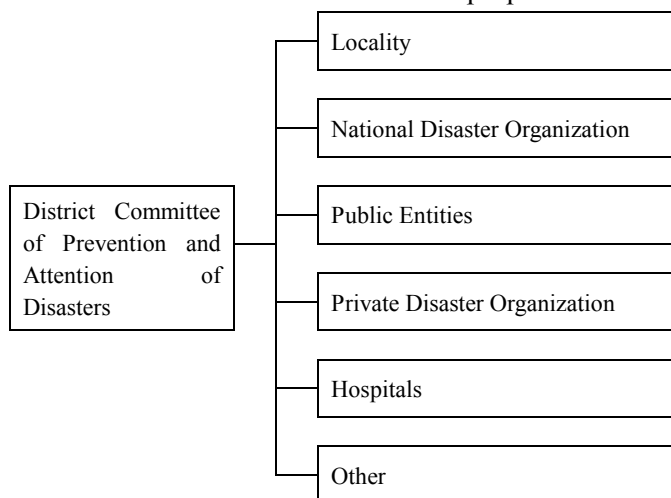 Locality
National Disaster Organization
District Committee
of Prevention and
Attention of
Disasters
Public Entities
Private Disaster Organization
Hospitals
Other